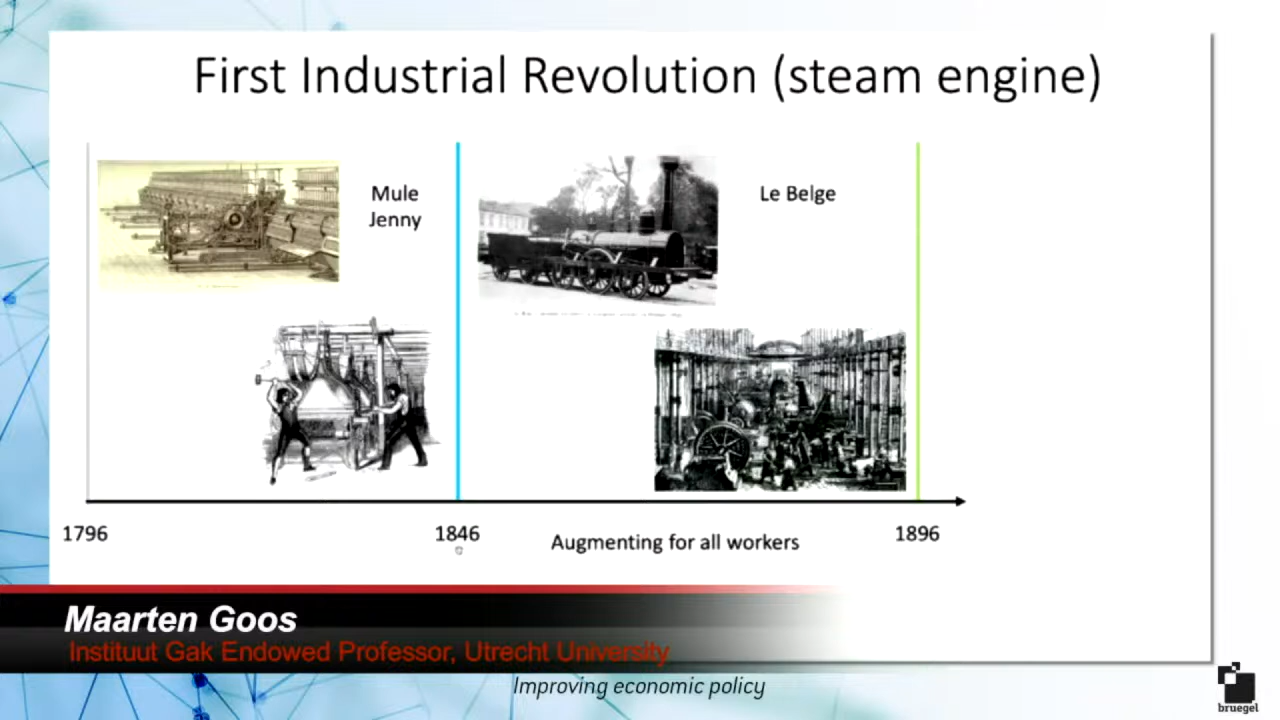 First Industrial Revolution (steam engine)
Mule
Jenny
Le Belge
1796
1846
Augmenting for all workers
1896
Maarten Goos
Instituut Gak Endowed Professor, Utrecht University
Improving economic policy
bruegel